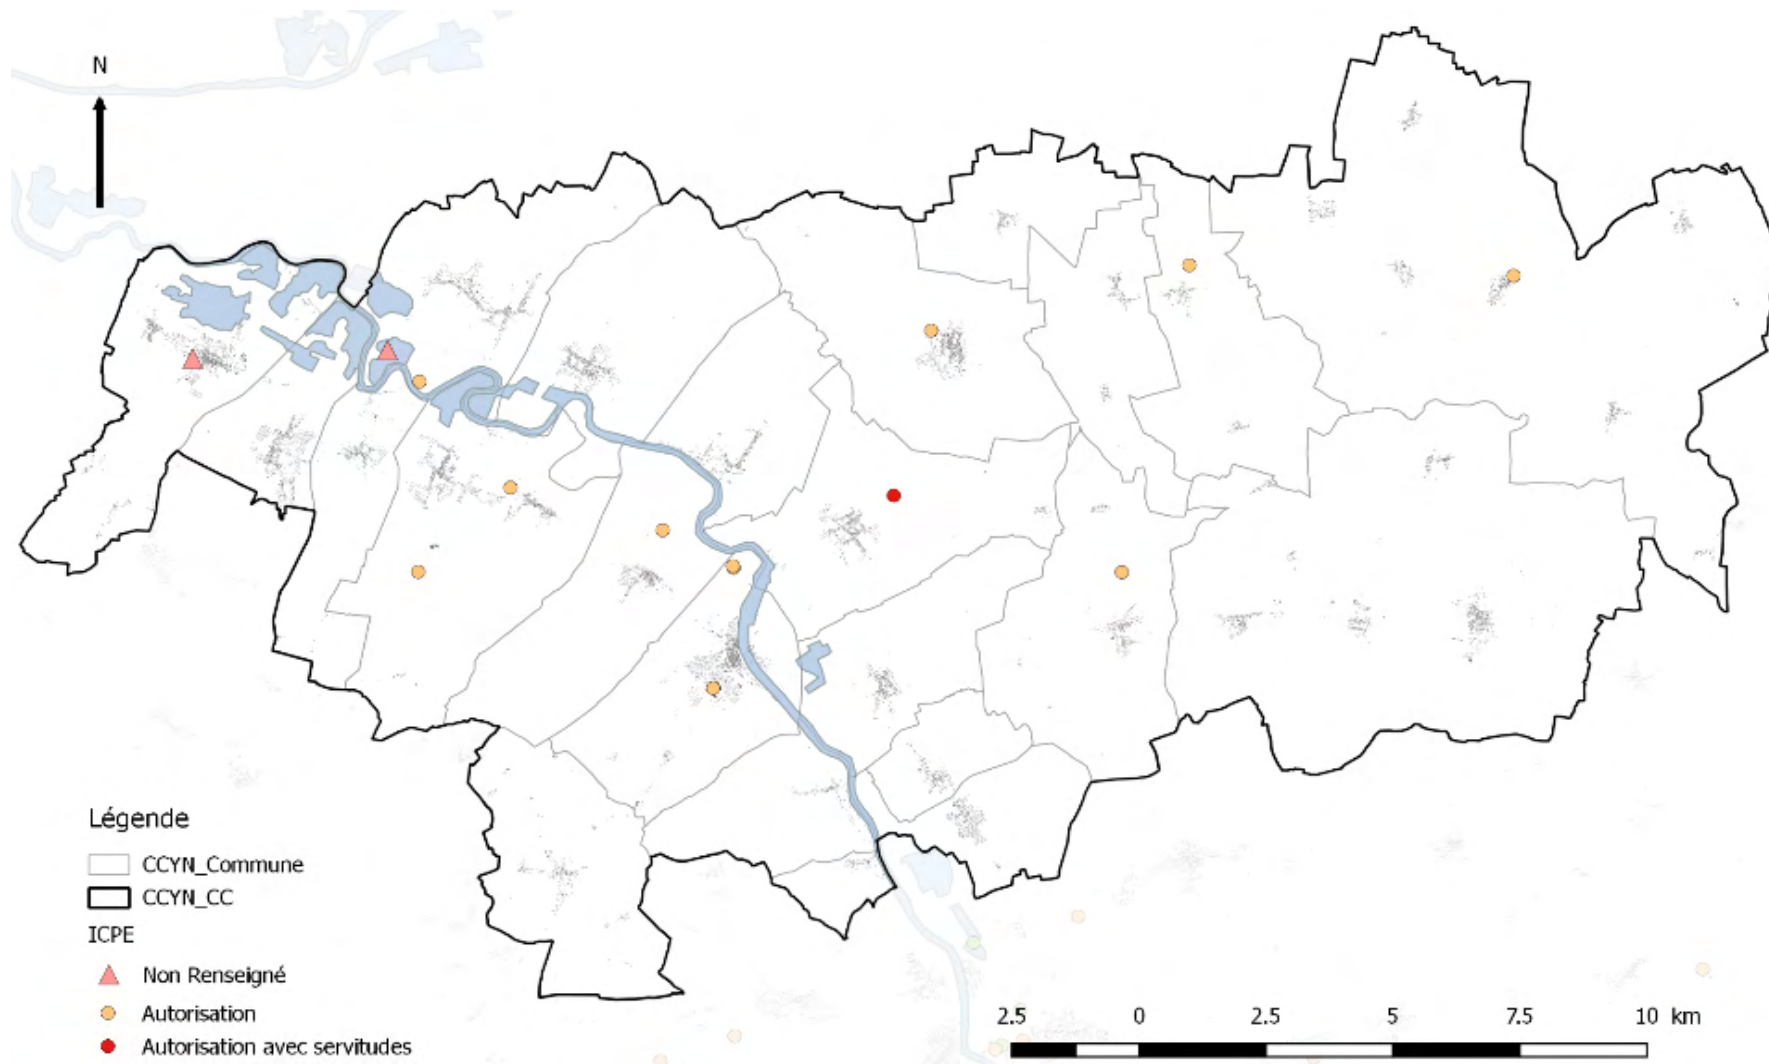 N
Légende
CCYN_Commune
CCYN_CC
ICPE
Non Renseigné
Autorisation
Autorisation avec servitudes
2.5 0 2.5 5 7.5 10 km